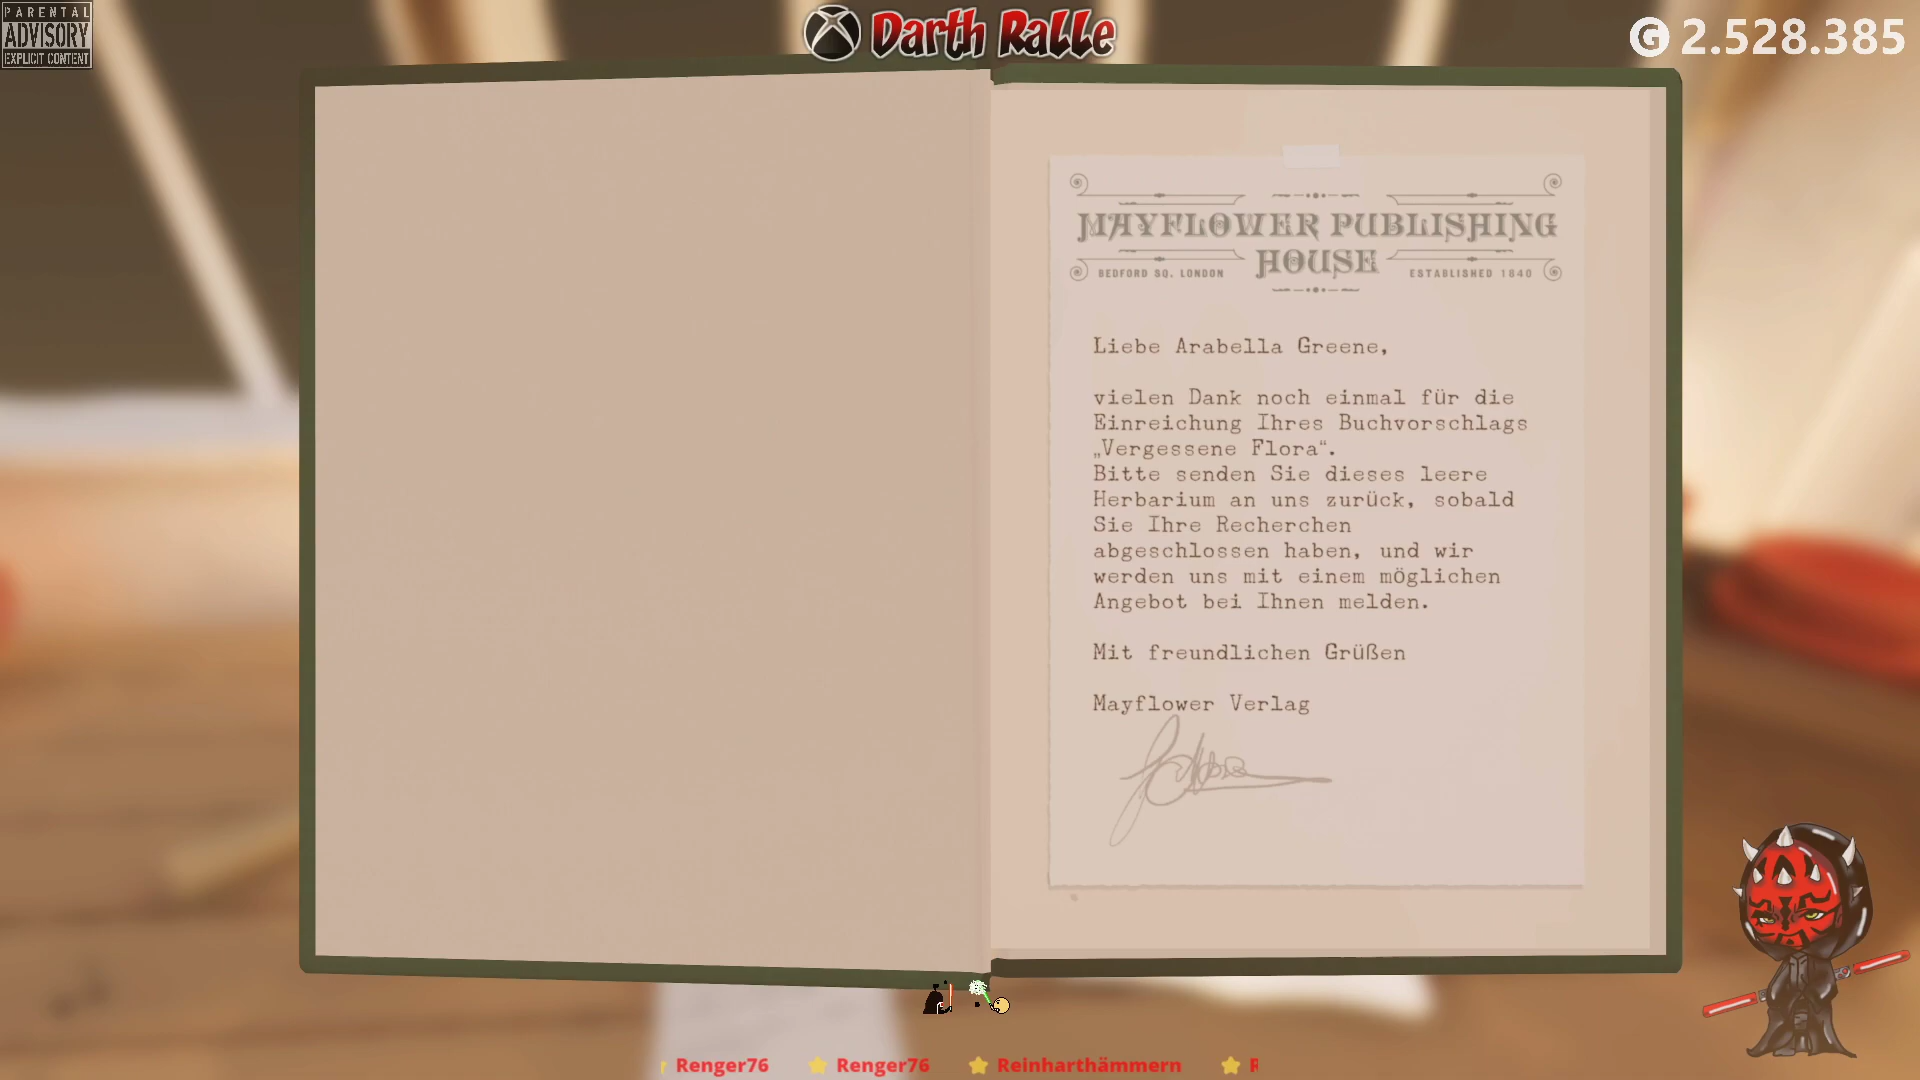 PARENTAL
ADVISORY
EXPLICIT CONTENT
Darth Ralle
G 2.528.385
MAYFLOWER PUBLISHING
HOUSE
BEDFORD SQ. LONDON
ESTABLISHED 1840
Liebe Arabella Greene,
vielen Dank noch einmal für die
Einreichung Ihres Buchvorschlags
„Vergessene Flora“.
Bitte senden Sie dieses leere
Herbarium an uns zurück, sobald
Sie Ihre Recherchen
abgeschlossen haben, und wir
werden uns mit einem möglichen
Angebot bei Ihnen melden.
Mit freundlichen Grüßen
Mayflower Verlag
Renger76 Renger76 Reinharthämmern